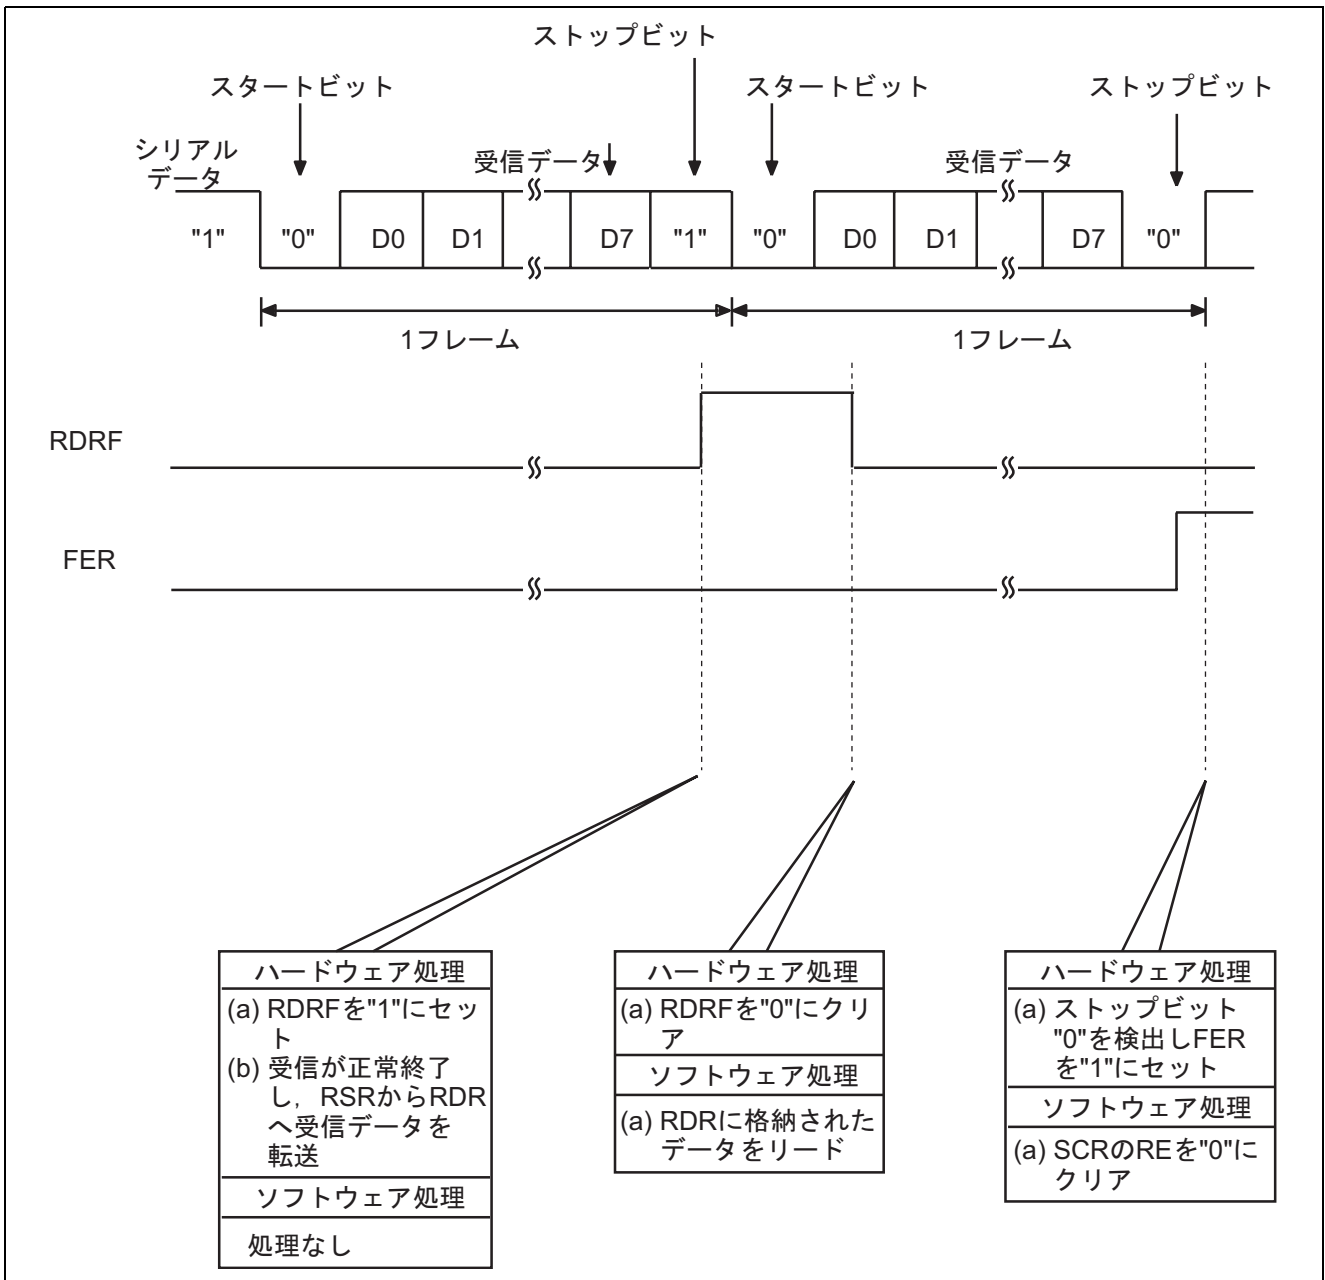 ストップビット
スタートビット
スタートビット
ストップビット
シリアル
データ
受信データ
受信データ
"1"
"0"
D0
D1
D7
"1"
"0"
D0
D1
D7
"0"
1フレーム
1フレーム
RDRF
FER
ハードウェア処理
(a) RDRFを"1"にセッ
ト
(b) 受信が正常終了
し，RSRからRDR
へ受信データを
転送
ソフトウェア処理
処理なし
ハードウェア処理
(a) RDRFを"0"にクリ
ア
ソフトウェア処理
(a) RDRに格納された
データをリード
ハードウェア処理
(a) ストップビット
"0"を検出しFER
を"1"にセット
ソフトウェア処理
(a) SCRのREを"0"に
クリア